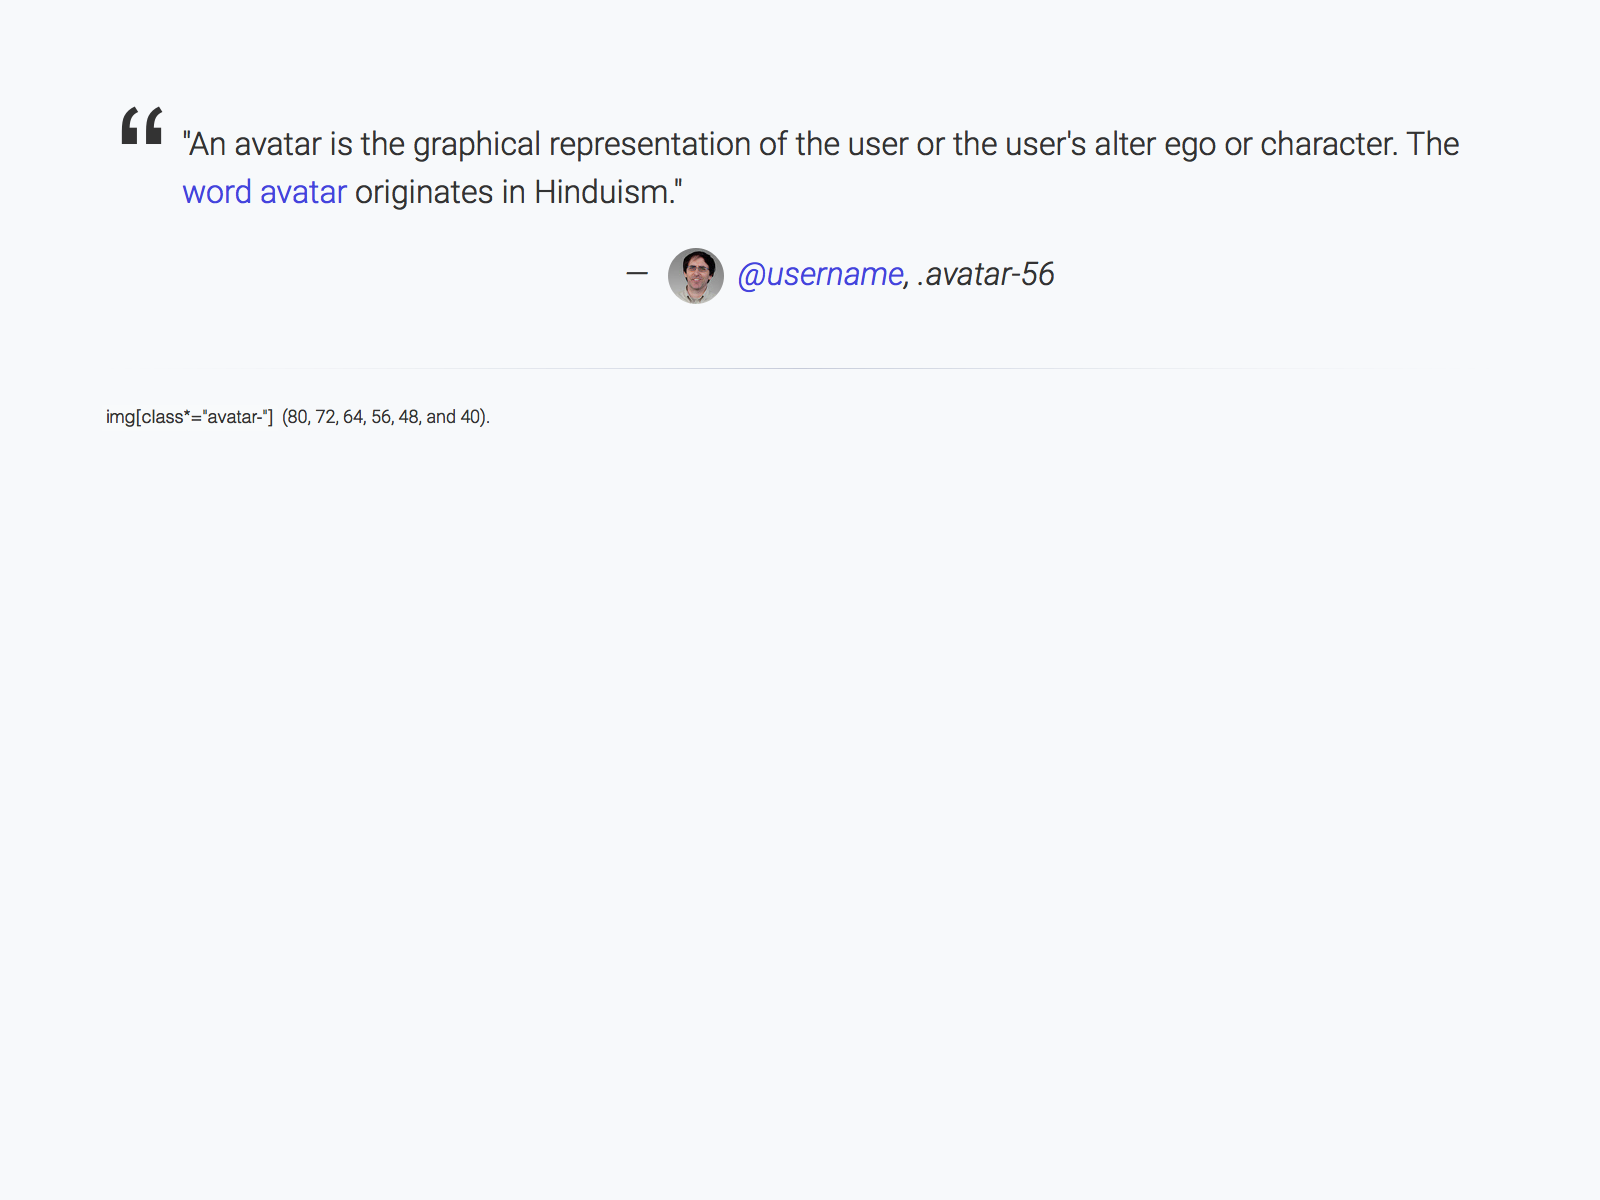 “
"An avatar is the graphical representation of the user or the user's alter ego or character. The
word avatar originates in Hinduism."
— @username, .avatar-56
img[class*="avatar-"] (80, 72, 64, 56, 48, and 40).